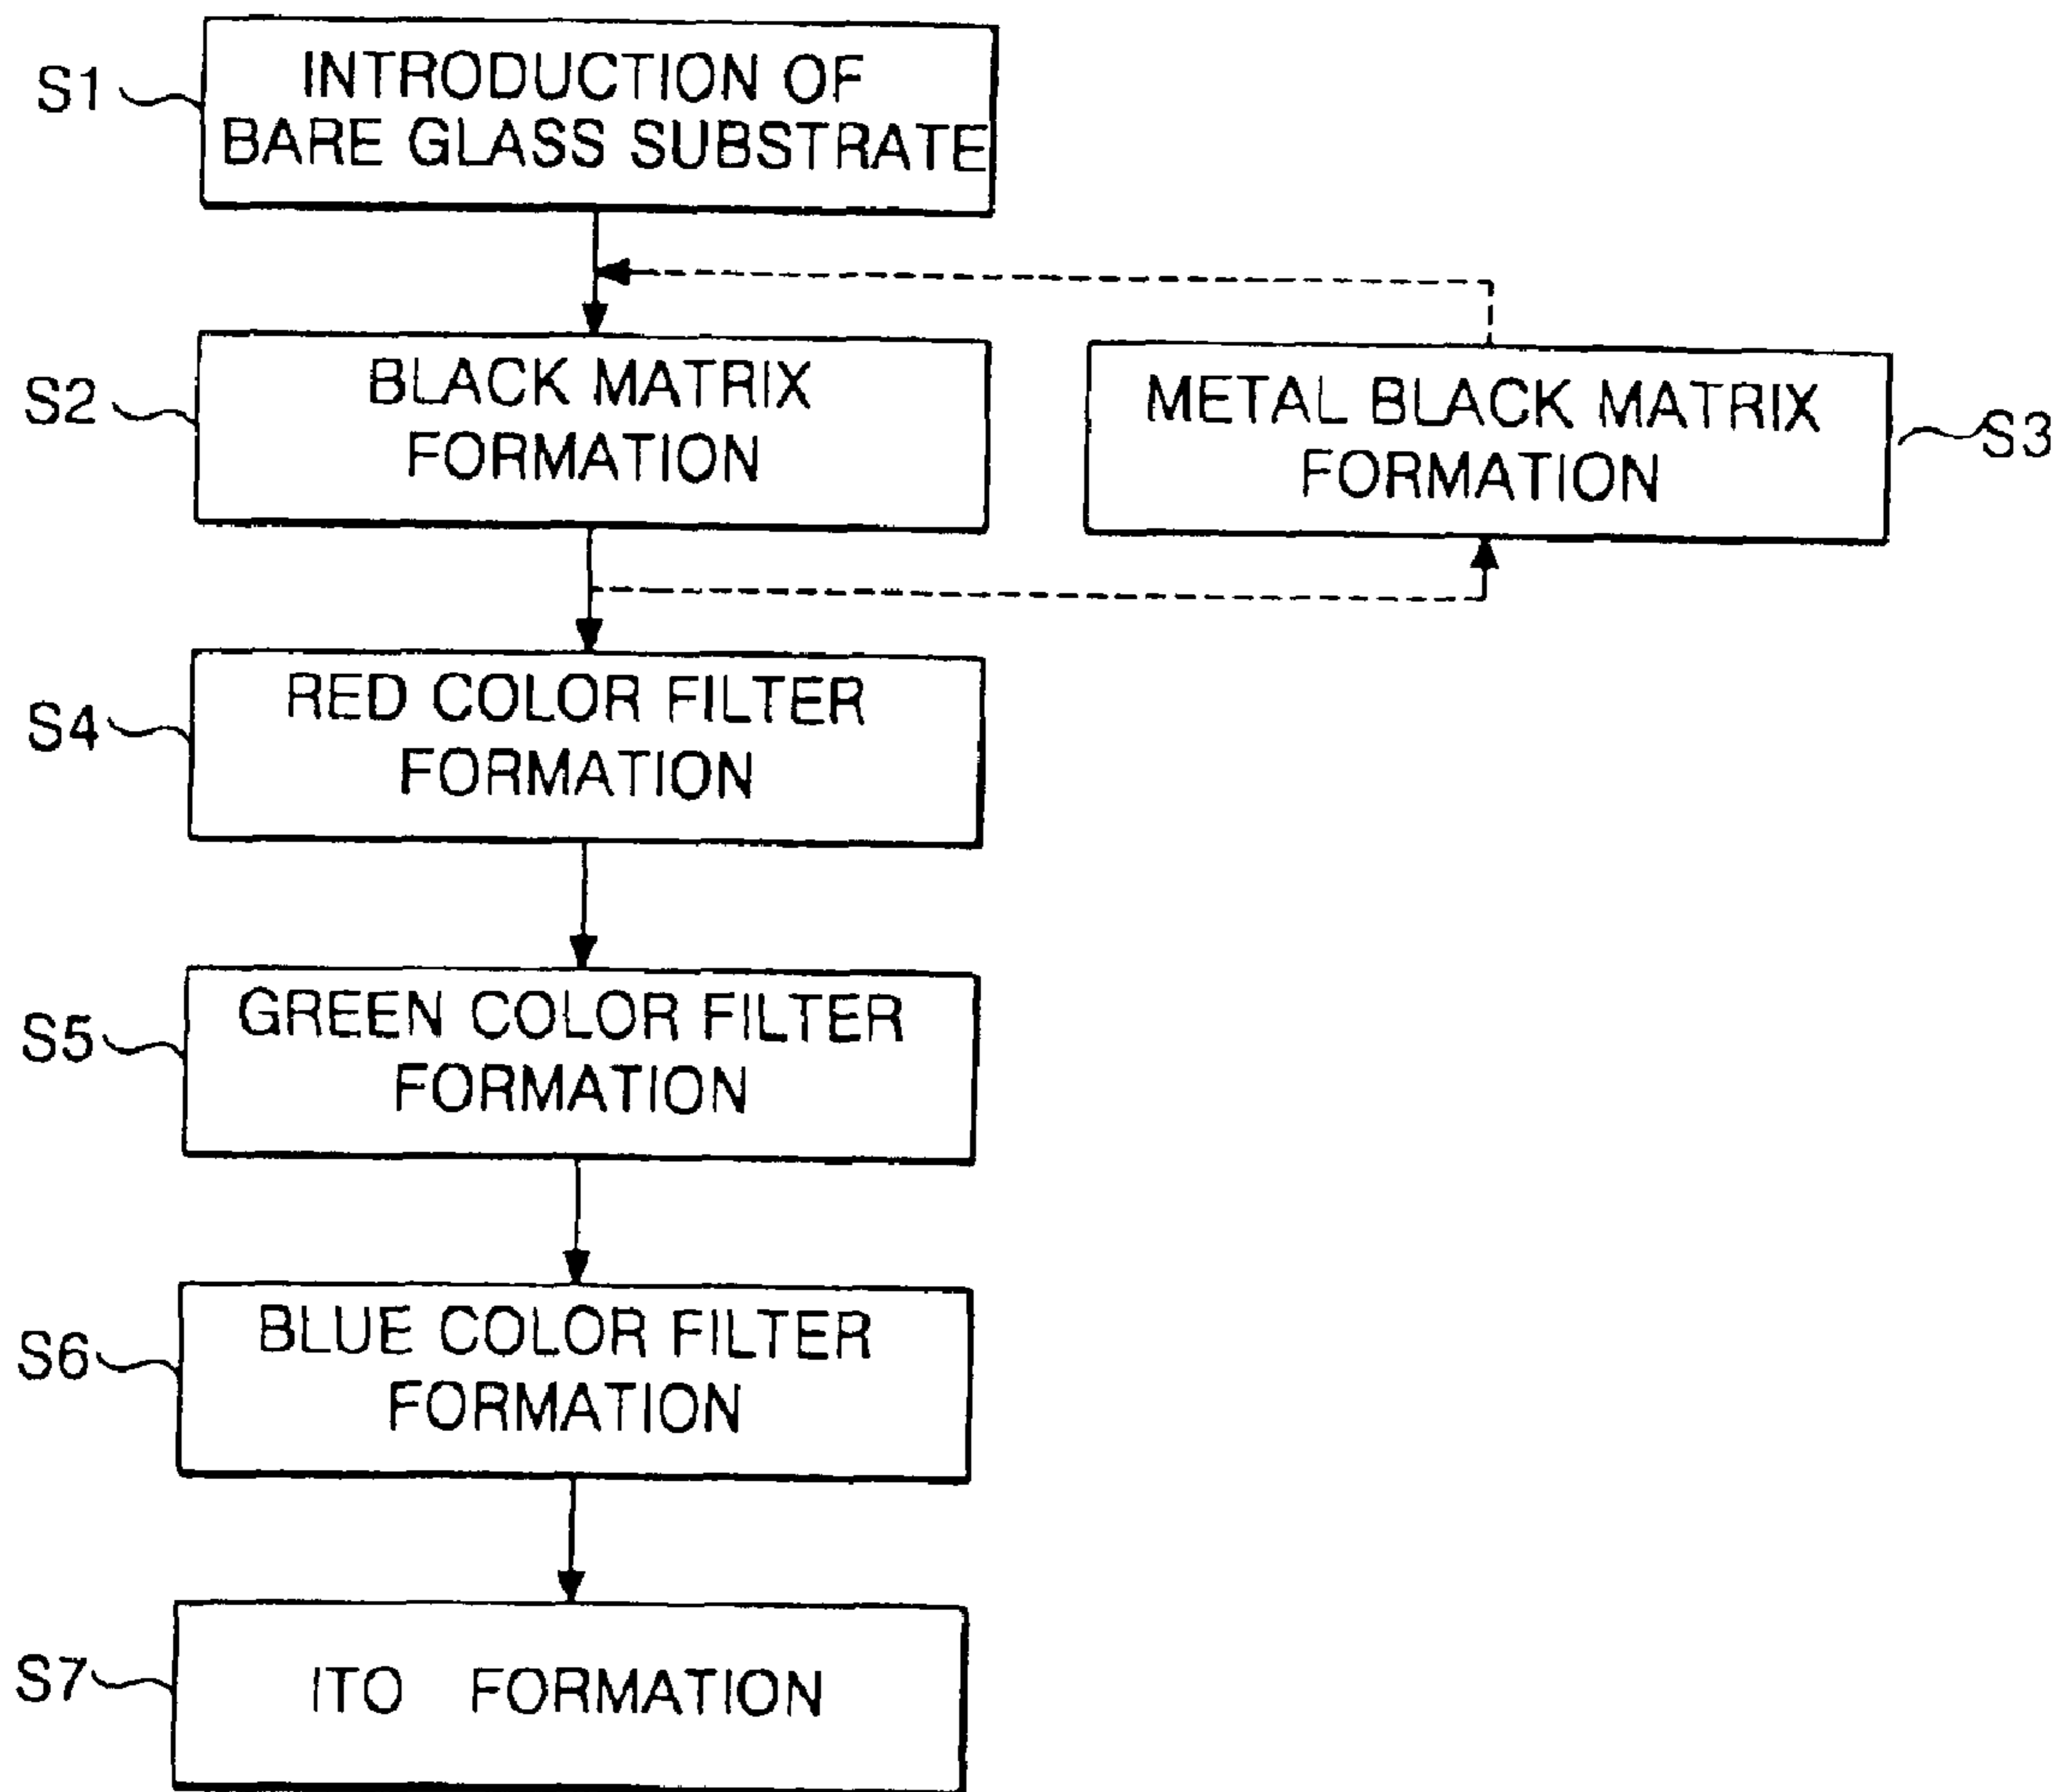 S1
INTRODUCTION OF
BARE GLASS SUBSTRATE
S2
BLACK MATRIX
FORMATION
METAL BLACK MATRIX
FORMATION
S3
S4
RED COLOR FILTER
FORMATION
S5
GREEN COLOR FILTER
FORMATION
S6
BLUE COLOR FILTER
FORMATION
S7
ITO FORMATION